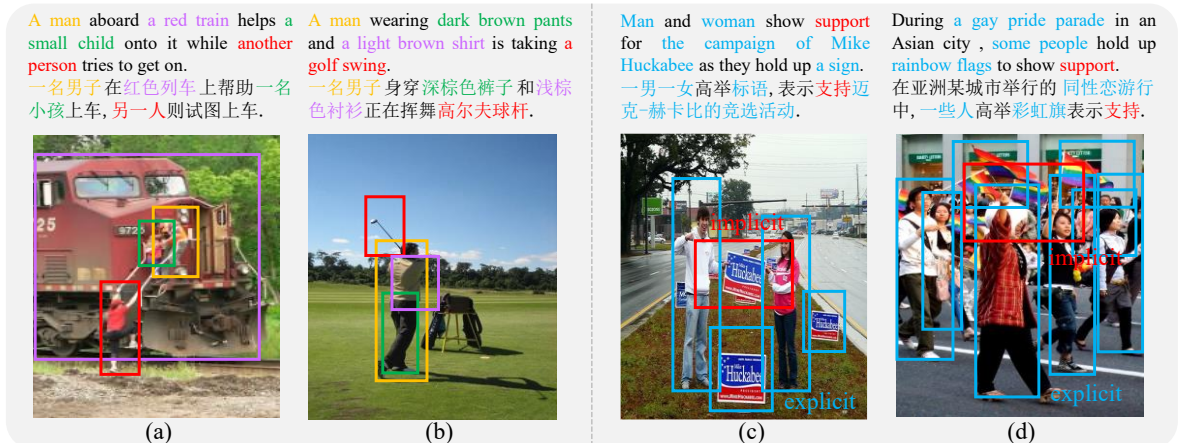 A man aboard a red train helps a
small child onto it while another
person tries to get on.
一名男子在红色列车上帮助一名
小孩上车, 另一人则试图上车.
A man wearing dark brown pants
and a light brown shirt is taking a
golf swing.
一名男子身穿深棕色裤子和浅棕
色衬衫正在挥舞高尔夫球杆.
Man and woman show support
for the campaign of Mike
Huckabee as they hold up a sign.
一男一女高举标语, 表示支持迈
克-赫卡比的竞选活动.
During a gay pride parade in an
Asian city , some people hold up
rainbow flags to show support.
在亚洲某城市举行的 同性恋游行
中, 一些人高举彩虹旗表示支持.
25
972
implicit
Huckabee
Huckabee
Huckabee
explicit
implicit
explicit
(a)
(b)
(c)
(d)